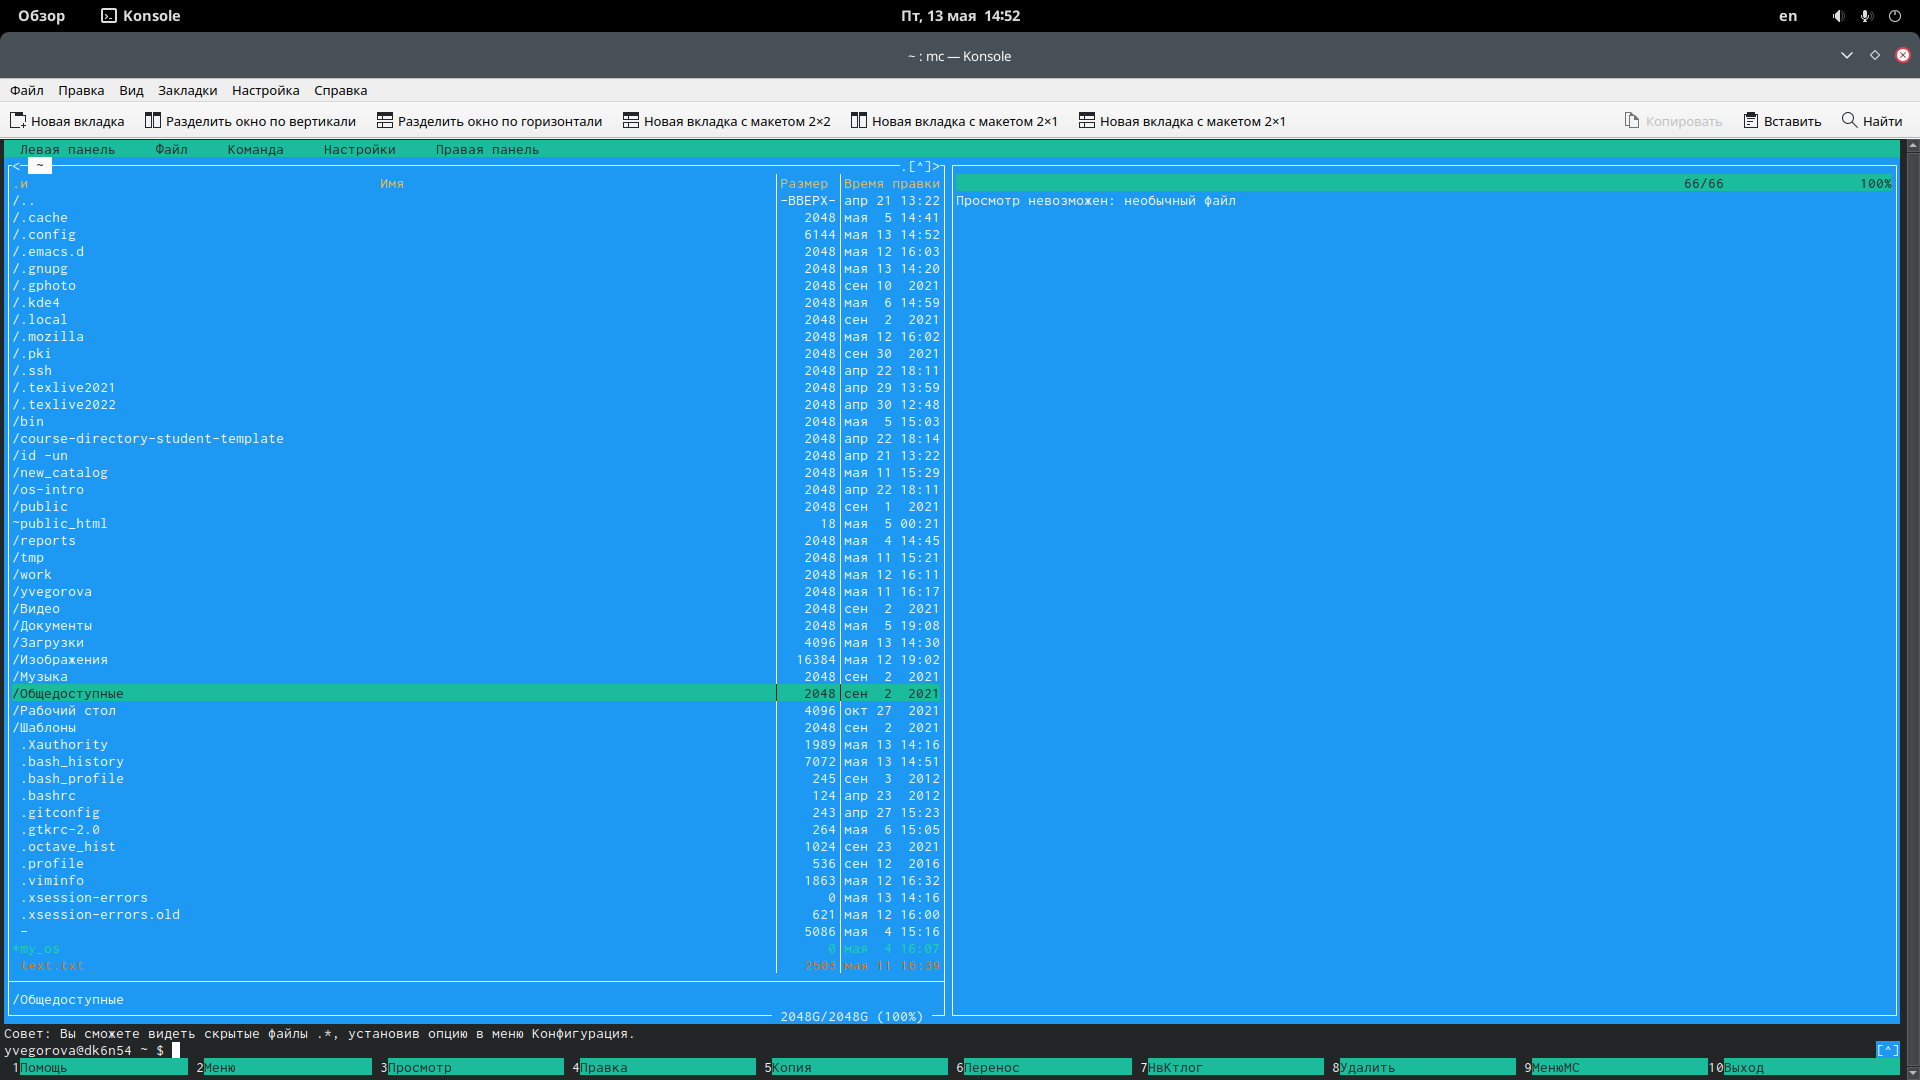 Обзор Konsole Пт, 13 мая 14:52 en
~ : mc — Konsole
Файл Правка Вид Закладки Настройка Справка
Новая вкладка Разделить окно по вертикали Разделить окно по горизонтали Новая вкладка с макетом 2×2 Новая вкладка с макетом 2×1 Новая вкладка с макетом 2×1 Копировать Вставить Найти
Левая панель Файл Команда Настройки Правая панель
<─ ~ .[^]>
.и Имя Размер Время правки 66/66 100%
/.. -ВВЕРХ- апр 21 13:22 Просмотр невозможен: необычный файл
/.cache 2048 мая 5 14:41
/.config 6144 мая 13 14:52
/.emacs.d 2048 мая 12 16:03
/.gnupg 2048 мая 13 14:20
/.gphoto 2048 сен 10 2021
/.kde4 2048 мая 6 14:59
/.local 2048 сен 2 2021
/.mozilla 2048 мая 12 16:02
/.pki 2048 сен 30 2021
/.ssh 2048 апр 22 18:11
/.texlive2021 2048 апр 29 13:59
/.texlive2022 2048 апр 30 12:48
/bin 2048 мая 5 15:03
/course-directory-student-template 2048 апр 22 18:14
/id -un 2048 апр 21 13:22
/new_catalog 2048 мая 11 15:29
/os-intro 2048 апр 22 18:11
/public 2048 сен 1 2021
~public_html 18 мая 5 00:21
/reports 2048 мая 4 14:45
/tmp 2048 мая 11 15:21
/work 2048 мая 12 16:11
/yvegorova 2048 мая 11 16:17
/Видео 2048 сен 2 2021
/Документы 2048 мая 5 19:08
/Загрузки 4096 мая 13 14:30
/Изображения 16384 мая 12 19:02
/Музыка 2048 сен 2 2021
/Общедоступные 2048 сен 2 2021
/Рабочий стол 4096 окт 27 2021
/Шаблоны 2048 сен 2 2021
.Xauthority 1989 мая 13 14:16
.bash_history 7072 мая 13 14:51
.bash_profile 245 сен 3 2012
.bashrc 124 апр 23 2012
.gitconfig 243 апр 27 15:23
.gtkrc-2.0 264 мая 6 15:05
.octave_hist 1024 сен 23 2021
.profile 536 сен 12 2016
.viminfo 1863 мая 12 16:32
.xsession-errors 0 мая 13 14:16
.xsession-errors.old 621 мая 12 16:00
- 5086 мая 4 15:16
*my_os 0 мая 4 16:07
text.txt 2503 мая 11 16:39
/Общедоступные
2048G/2048G (100%)
Совет: Вы сможете видеть скрытые файлы .*, установив опцию в меню Конфигурация.
yvegorova@dk6n54 ~ $ [^]
1Помощь 2Меню 3Просмотр 4Правка 5Копия 6Перенос 7НвКтлог 8Удалить 9МенюMC 10Выход